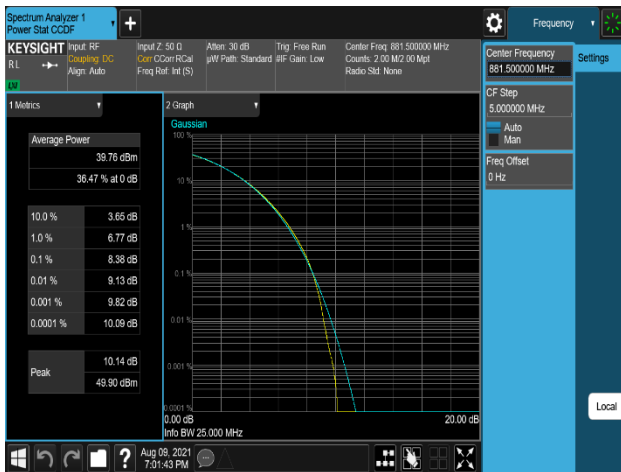 Spectrum Analyzer 1
Power Stat CCDF
+
Frequency
KEYSIGHT
RL
LXI
Input: RF
Coupling: DC
Align: Auto
Input Z: 50 Ω
Corr CCorr RCal
Freq Ref: Int (S)
Atten: 30 dB
µW Path: Standard
Trig: Free Run
#IF Gain: Low
Center Freq: 881.500000 MHz
Counts: 2.00 M/2.00 Mpt
Radio Std: None
Center Frequency
881.500000 MHz
Settings
CF Step
5.000000 MHz
Auto
Man
Freq Offset
0 Hz
Local
1 Metrics
Average Power
39.76 dBm
36.47 % at 0 dB
10.0 % 3.65 dB
1.0 % 6.77 dB
0.1 % 8.38 dB
0.01 % 9.13 dB
0.001 % 9.82 dB
0.0001 % 10.09 dB
Peak 10.14 dB
49.90 dBm
2 Graph
Gaussian
100 %
10 %
1 %
0.1 %
0.01 %
0.001 %
0.0001 %
0.00 dB 20.00 dB
Info BW 25.000 MHz
?
Aug 09, 2021
7:01:43 PM